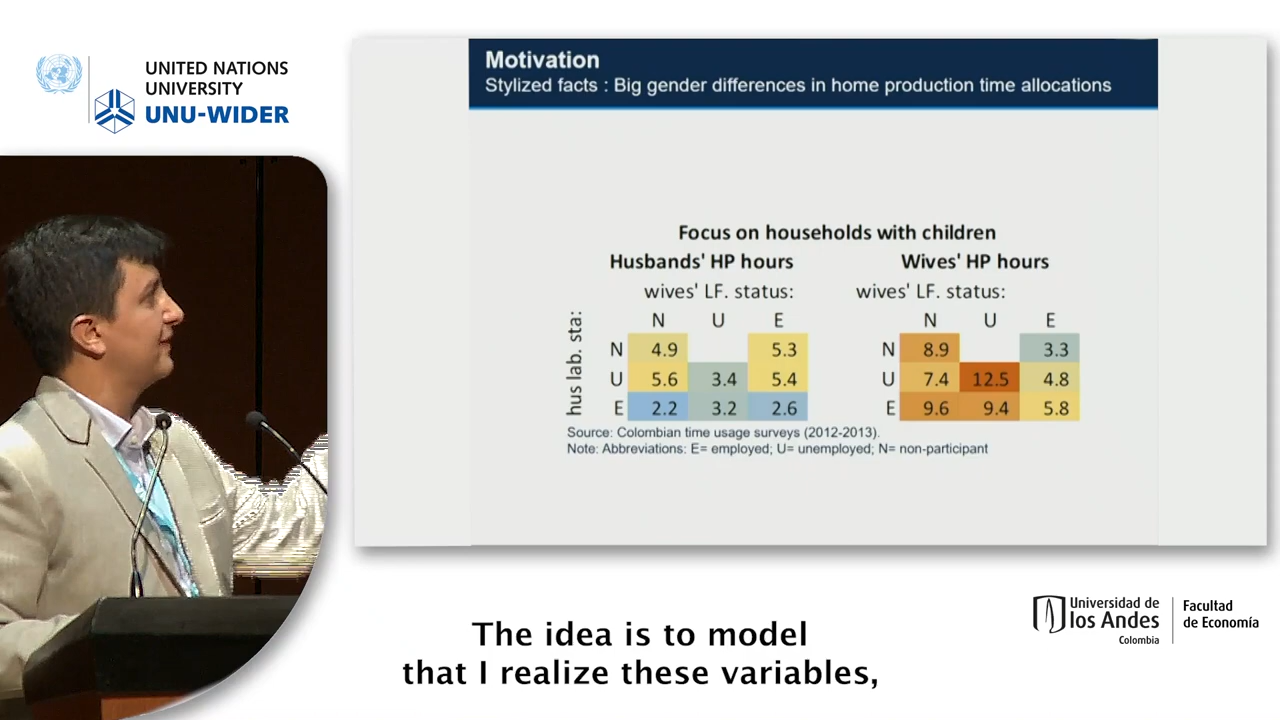 UNITED NATIONS
UNIVERSITY
UNU-WIDER
Motivation
Stylized facts : Big gender differences in home production time allocations
Focus on households with children
Husbands' HP hours
wives' LF. status:
hus lab. sta:
N U E
N 4.9 5.3
U 5.6 3.4 5.4
E 2.2 3.2 2.6
Wives' HP hours
wives' LF. status:
N U E
N 8.9 3.3
U 7.4 12.5 4.8
E 9.6 9.4 5.8
Source: Colombian time usage surveys (2012-2013).
Note: Abbreviations: E= employed; U= unemployed; N= non-participant
The idea is to model
that I realize these variables,
Universidad de
los Andes
Colombia
Facultad
de Economía